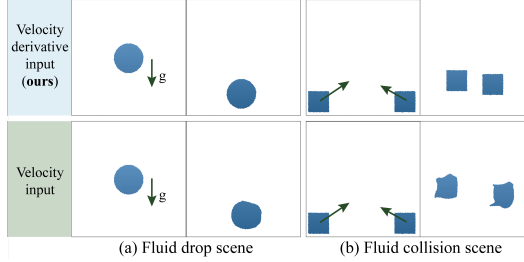 Velocity
derivative
input
(ours)
g
Velocity
input
g
(a) Fluid drop scene
(b) Fluid collision scene